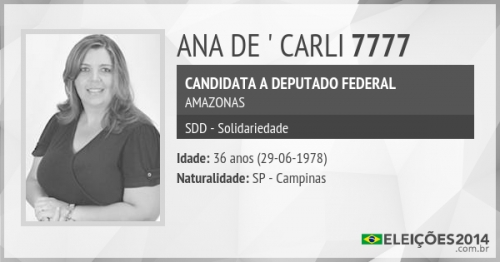 ANA DE ' CARLI 7777
CANDIDATA A DEPUTADO FEDERAL
AMAZONAS
SDD - Solidariedade
Idade: 36 anos (29-06-1978)
Naturalidade: SP - Campinas
ELEIÇÕES2014
.com.br